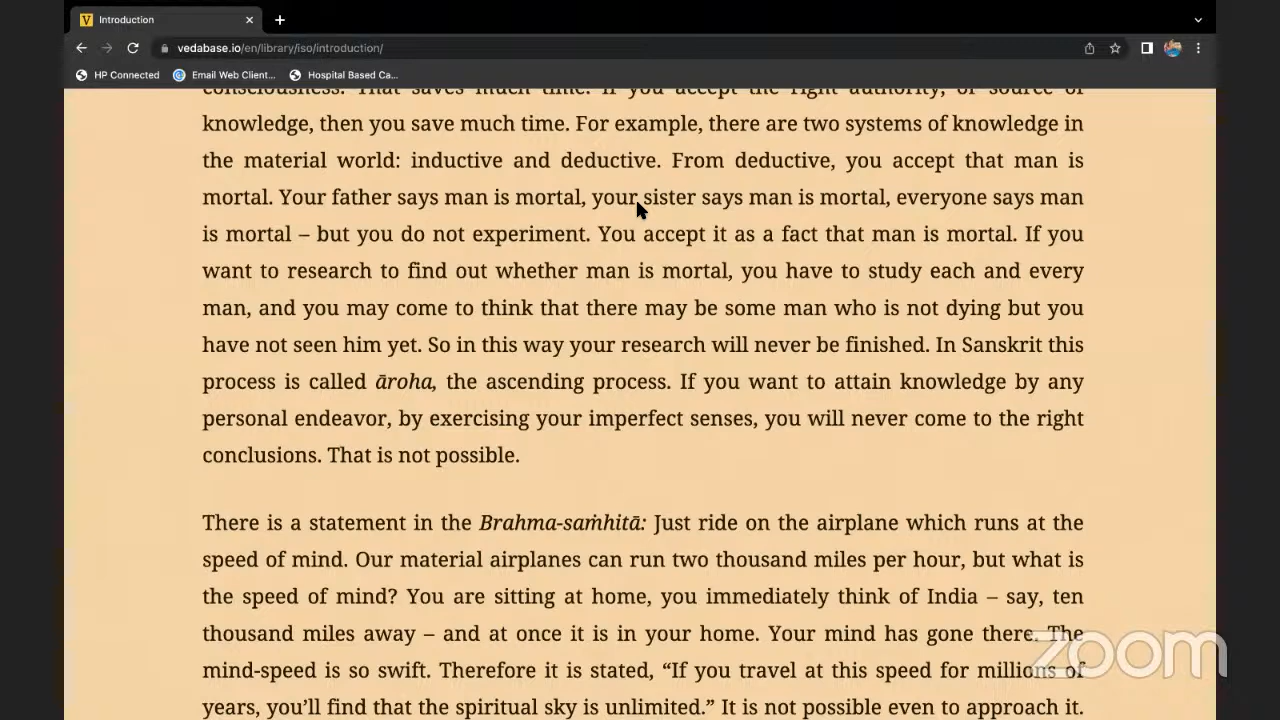 Introduction
vedabase.io/en/library/iso/introduction/
HP Connected
Email Web Client...
Hospital Based Ca...
consciousness. That saves much time. If you accept the right authority, or source of
knowledge, then you save much time. For example, there are two systems of knowledge in
the material world: inductive and deductive. From deductive, you accept that man is
mortal. Your father says man is mortal, your sister says man is mortal, everyone says man
is mortal – but you do not experiment. You accept it as a fact that man is mortal. If you
want to research to find out whether man is mortal, you have to study each and every
man, and you may come to think that there may be some man who is not dying but you
have not seen him yet. So in this way your research will never be finished. In Sanskrit this
process is called āroha, the ascending process. If you want to attain knowledge by any
personal endeavor, by exercising your imperfect senses, you will never come to the right
conclusions. That is not possible.
There is a statement in the Brahma-saṁhitā: Just ride on the airplane which runs at the
speed of mind. Our material airplanes can run two thousand miles per hour, but what is
the speed of mind? You are sitting at home, you immediately think of India – say, ten
thousand miles away – and at once it is in your home. Your mind has gone there. The
mind-speed is so swift. Therefore it is stated, “If you travel at this speed for millions of
years, you’ll find that the spiritual sky is unlimited.” It is not possible even to approach it.
zoom